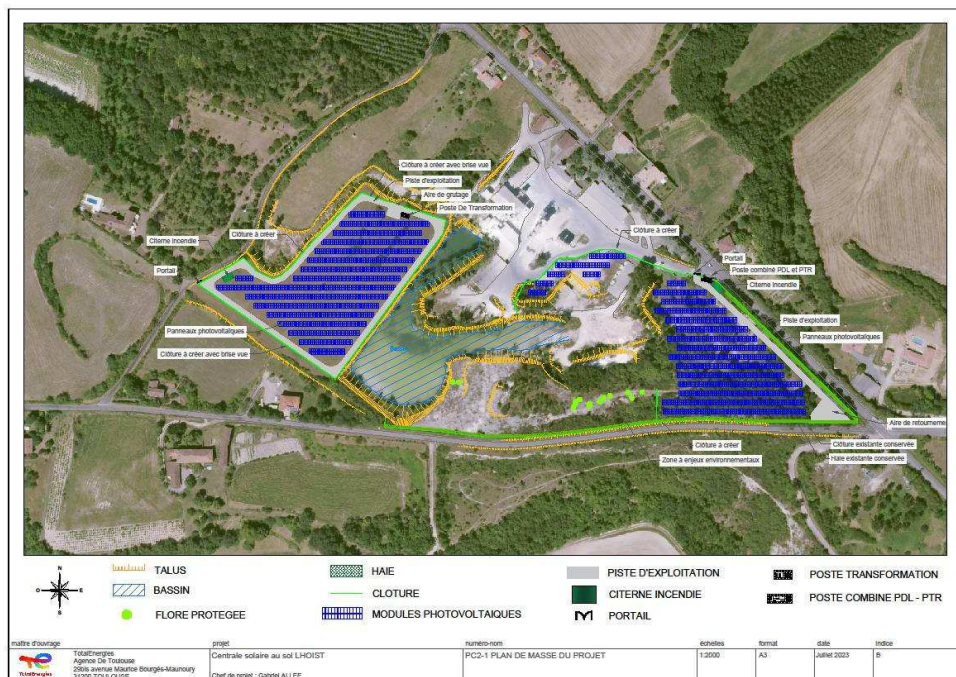 Clôture à créer avec brise vue
Piste d'exploitation
Aire de grutage
Poste De Transformation
Clôture à créer
Citerne incendie
Portail
Clôture à créer
Portail
Poste combiné PDL et PTR
Citerne incendie
Piste d'exploitation
Panneaux photovoltaïques
Panneaux photovoltaïques
Clôture à créer avec brise vue
Bassin
Aire de retourneme
Clôture à créer
Clôture existante conservée
Zone à enjeux environnementaux
Haie existante conservée
N
O
E
S
TALUS
BASSIN
FLORE PROTEGEE
HAIE
CLOTURE
MODULES PHOTOVOLTAIQUES
PISTE D'EXPLOITATION
CITERNE INCENDIE
PORTAIL
POSTE TRANSFORMATION
POSTE COMBINE PDL - PTR
maître d'ouvrage
projet
numéro-nom
échelles
format
date
indice
TotalEnergies
TotalEnergies
Agence De Toulouse
29bis avenue Maurice Bourgès-Maunoury
31200 TOULOUSE
Centrale solaire au sol LHOIST
Chef de projet : Gabriel ALLEE
PC2-1 PLAN DE MASSE DU PROJET
1:2000
A3
Juillet 2023
B